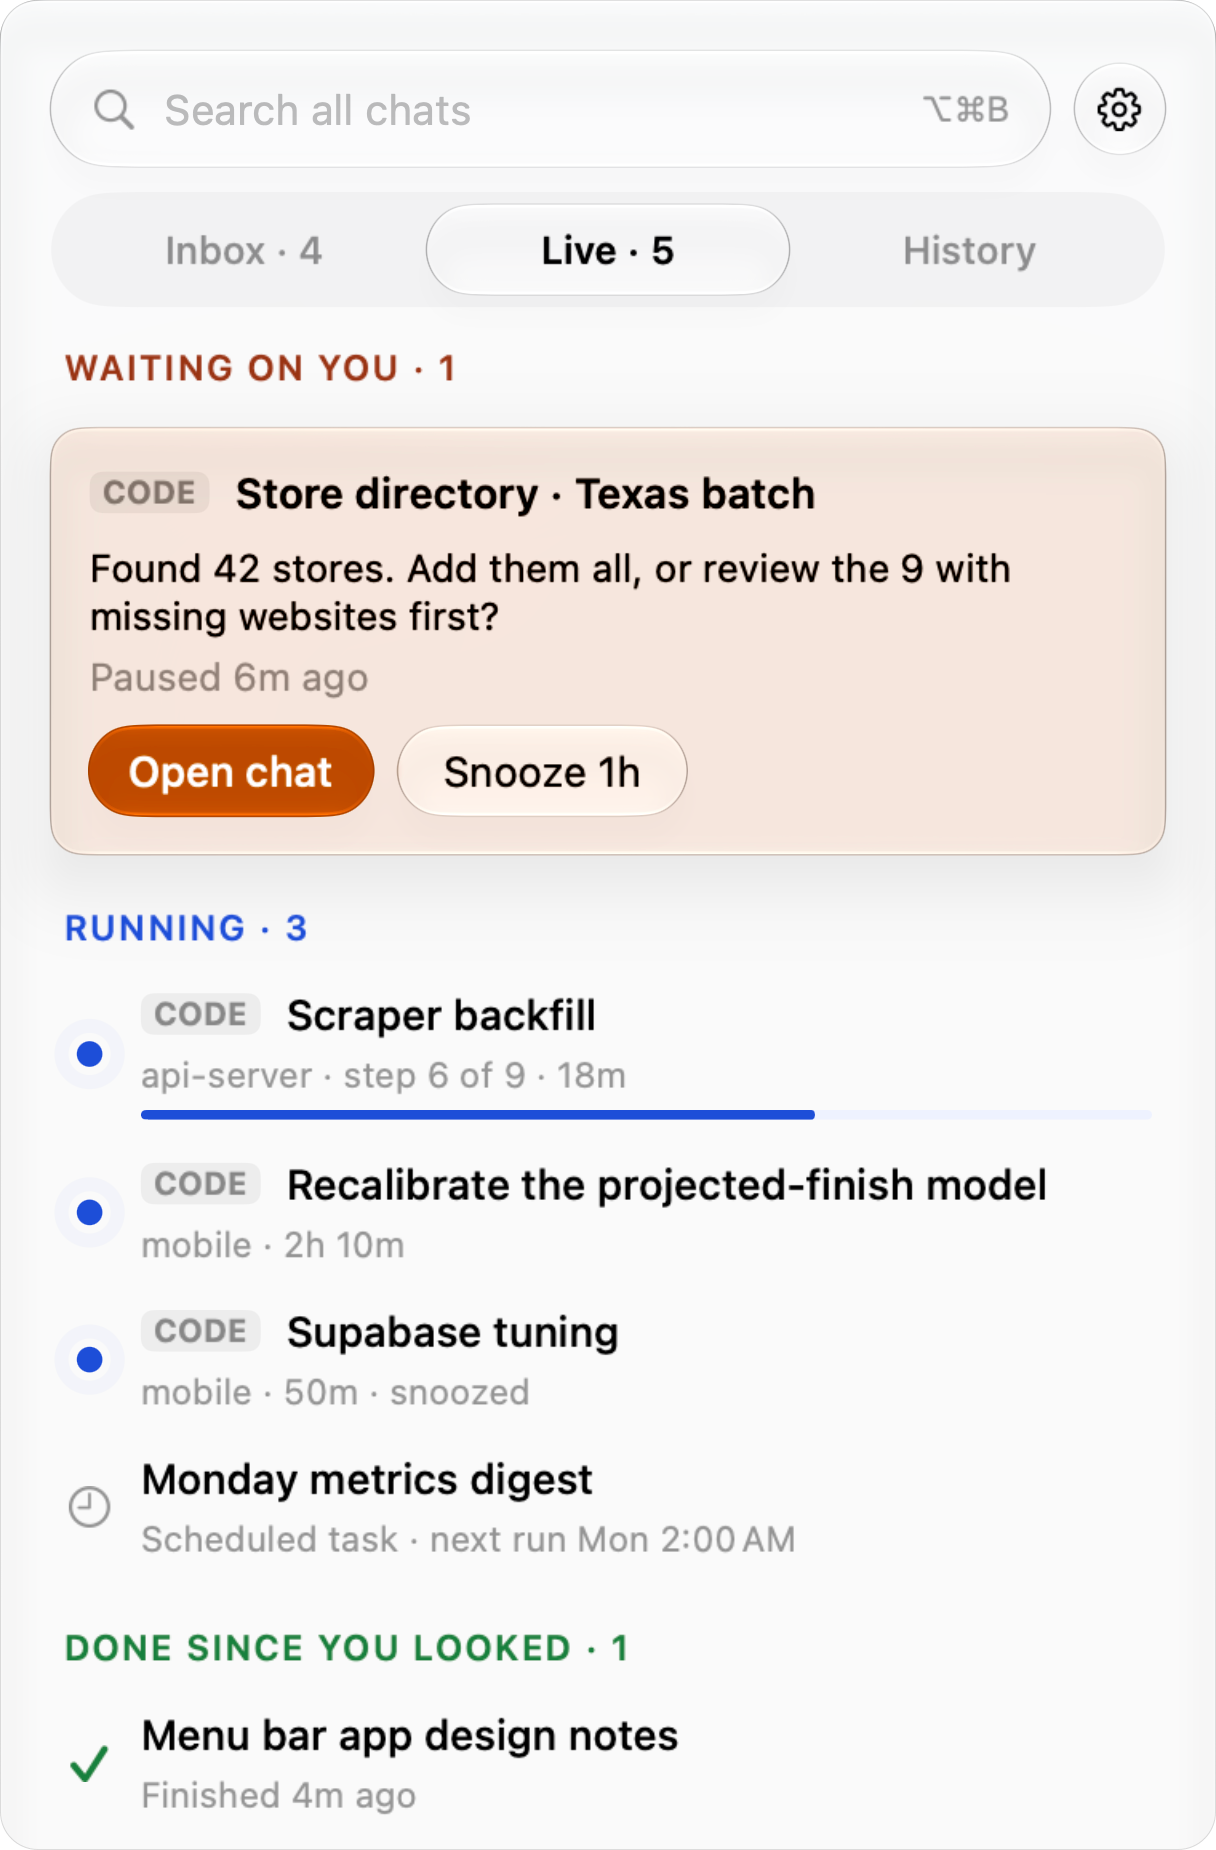 Search all chats ⌥⌘B
Inbox · 4 Live · 5 History
WAITING ON YOU · 1
CODE Store directory · Texas batch
Found 42 stores. Add them all, or review the 9 with
missing websites first?
Paused 6m ago
Open chat Snooze 1h
RUNNING · 3
CODE Scraper backfill
api-server · step 6 of 9 · 18m
CODE Recalibrate the projected-finish model
mobile · 2h 10m
CODE Supabase tuning
mobile · 50m · snoozed
Monday metrics digest
Scheduled task · next run Mon 2:00 AM
DONE SINCE YOU LOOKED · 1
Menu bar app design notes
Finished 4m ago